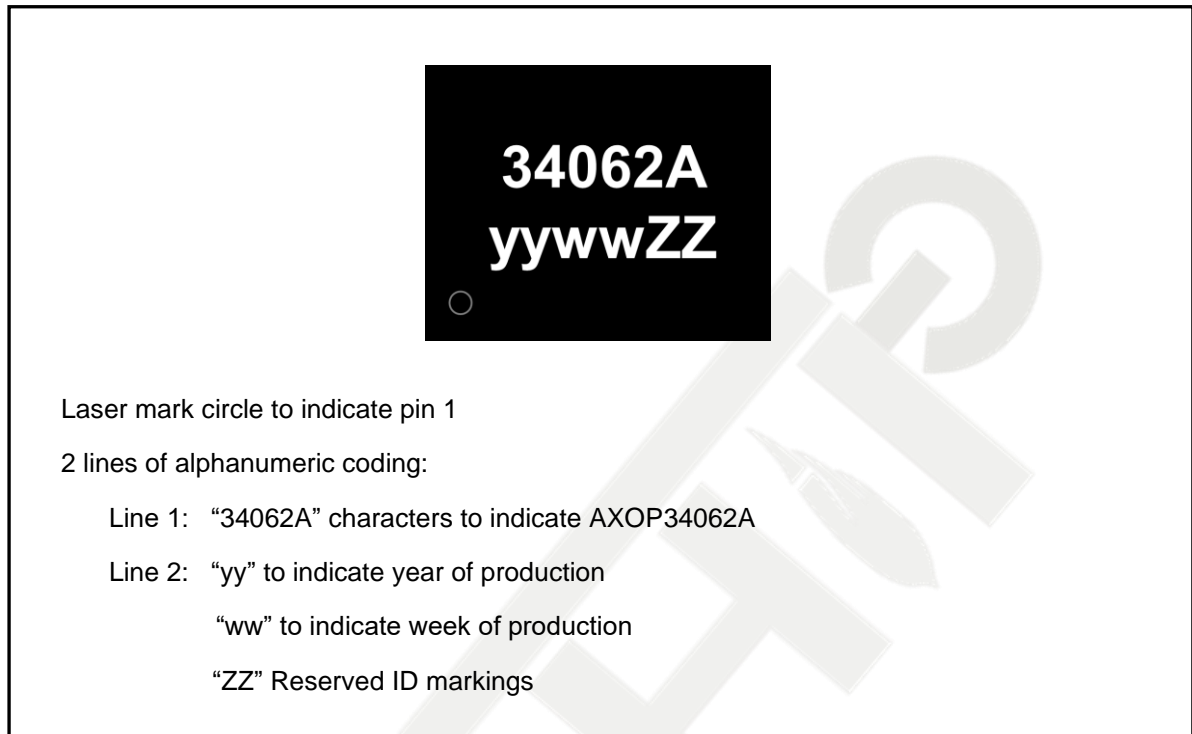 34062A
yywwZZ
Laser mark circle to indicate pin 1
2 lines of alphanumeric coding:
Line 1: “34062A” characters to indicate AXOP34062A
Line 2: “yy” to indicate year of production
“ww” to indicate week of production
“ZZ” Reserved ID markings